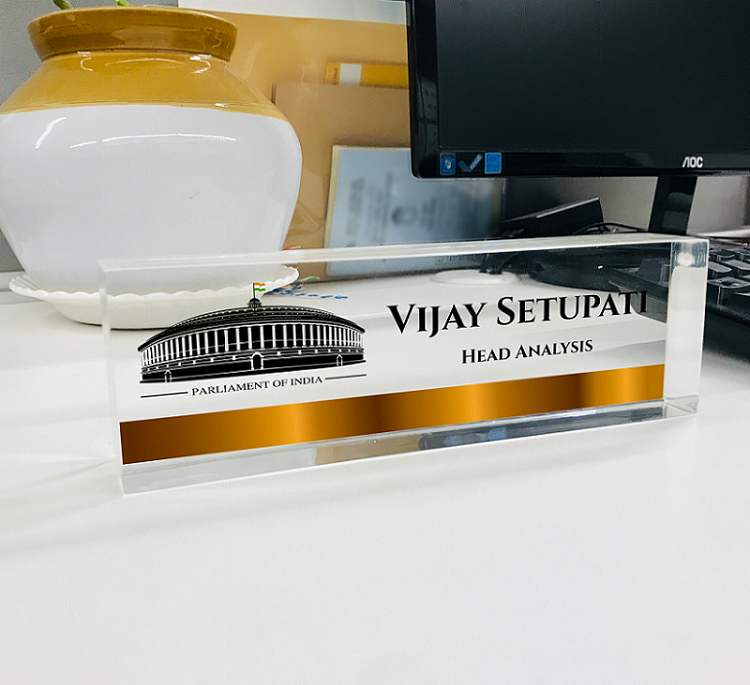 AOC
VIJAY SETUPATI
HEAD ANALYSIS
PARLIAMENT OF INDIA